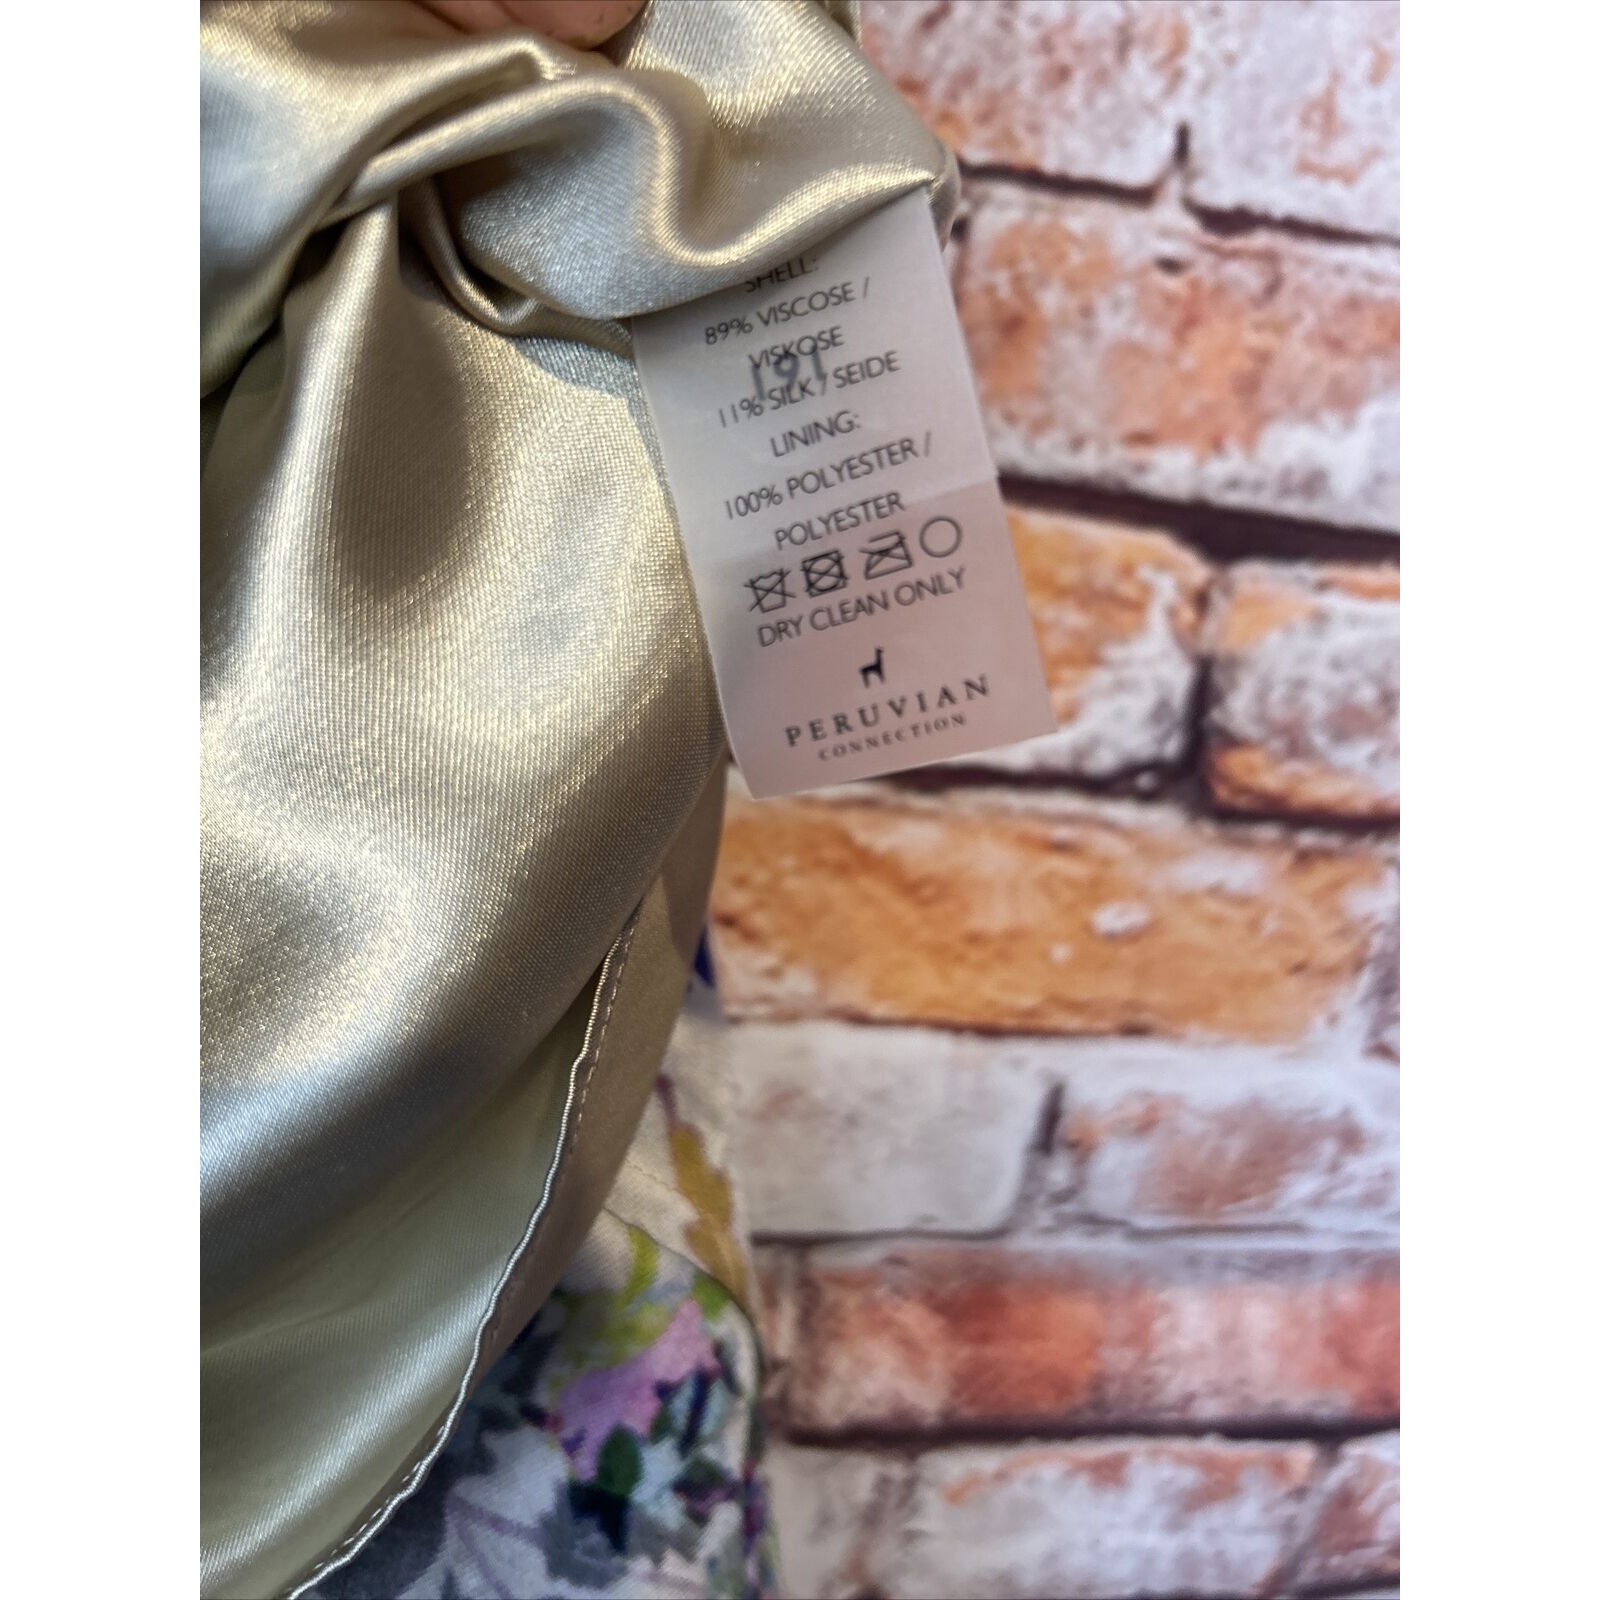 SHELL:
89% VISCOSE /
VISKOSE
11% SILK / SEIDE
LINING:
100% POLYESTER /
POLYESTER
DRY CLEAN ONLY
PERUVIAN
CONNECTION